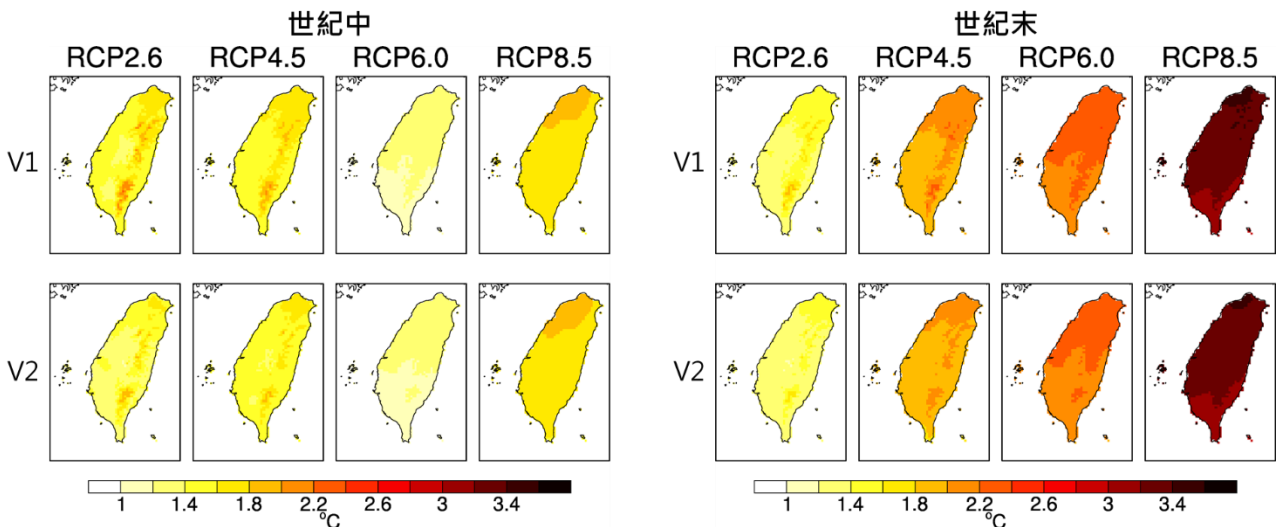 世紀中
世紀末
RCP2.6 RCP4.5 RCP6.0 RCP8.5
RCP2.6 RCP4.5 RCP6.0 RCP8.5
V1
V1
V2
V2
1 1.4 1.8 2.2 2.6 3 3.4
°C
1 1.4 1.8 2.2 2.6 3 3.4
°C